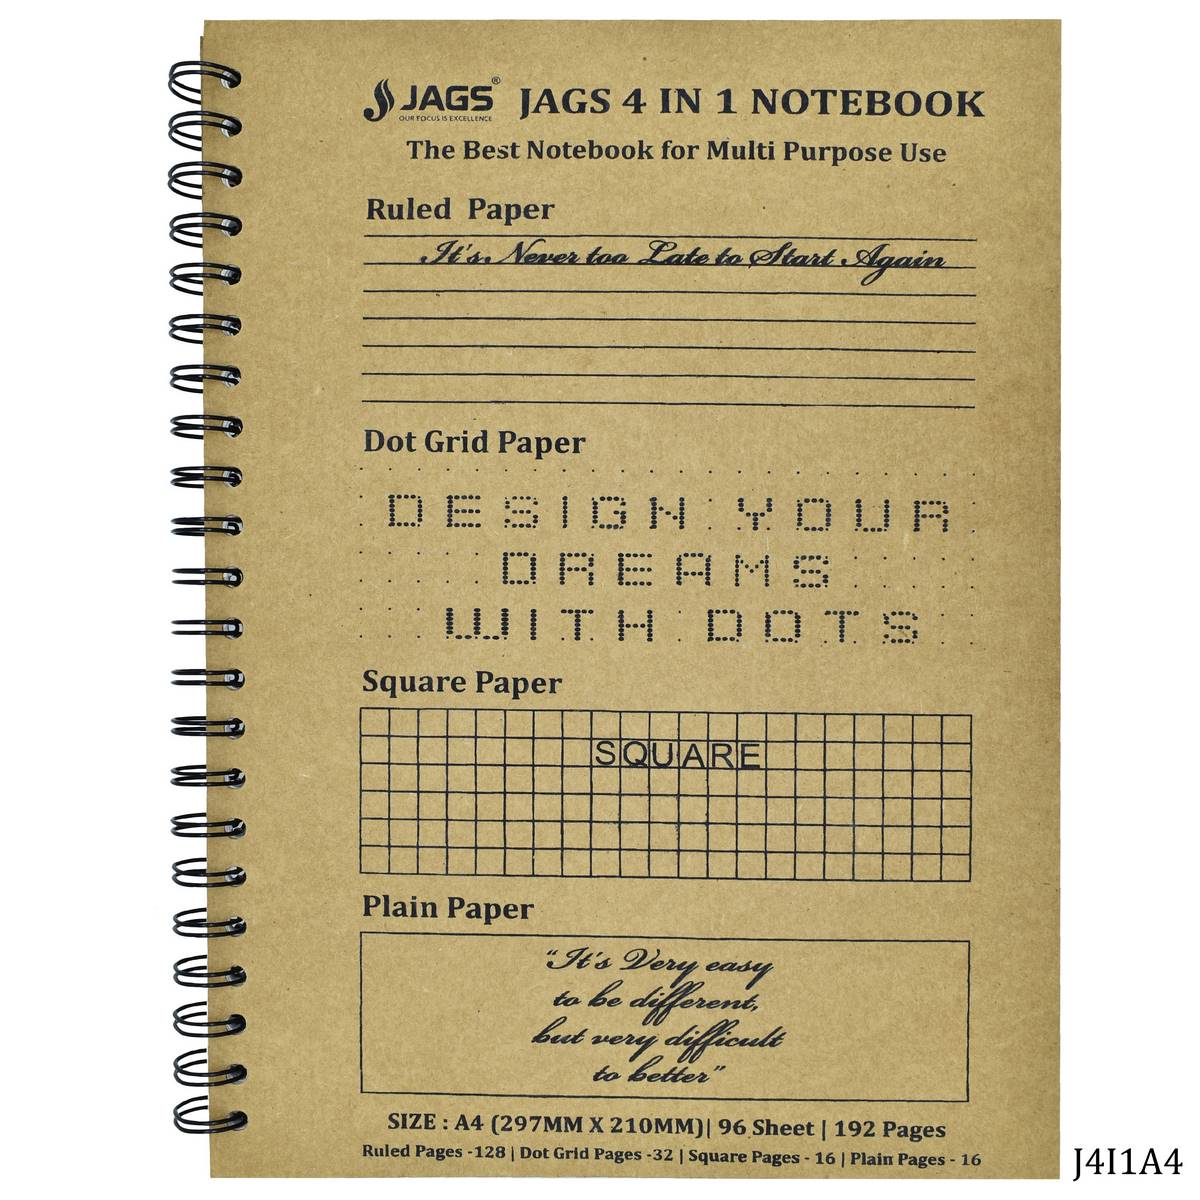 JAGS®
OUR FOCUS IS EXCELLENCE
JAGS 4 IN 1 NOTEBOOK
The Best Notebook for Multi Purpose Use
Ruled Paper
It's Never too Late to Start Again
Dot Grid Paper
DESIGN YOUR
DREAMS
WITH DOTS
Square Paper
SQUARE
Plain Paper
“It's Very easy
to be different,
but very difficult
to better”
SIZE : A4 (297MM X 210MM)| 96 Sheet | 192 Pages
Ruled Pages -128 | Dot Grid Pages -32 | Square Pages - 16 | Plain Pages - 16
J4I1A4